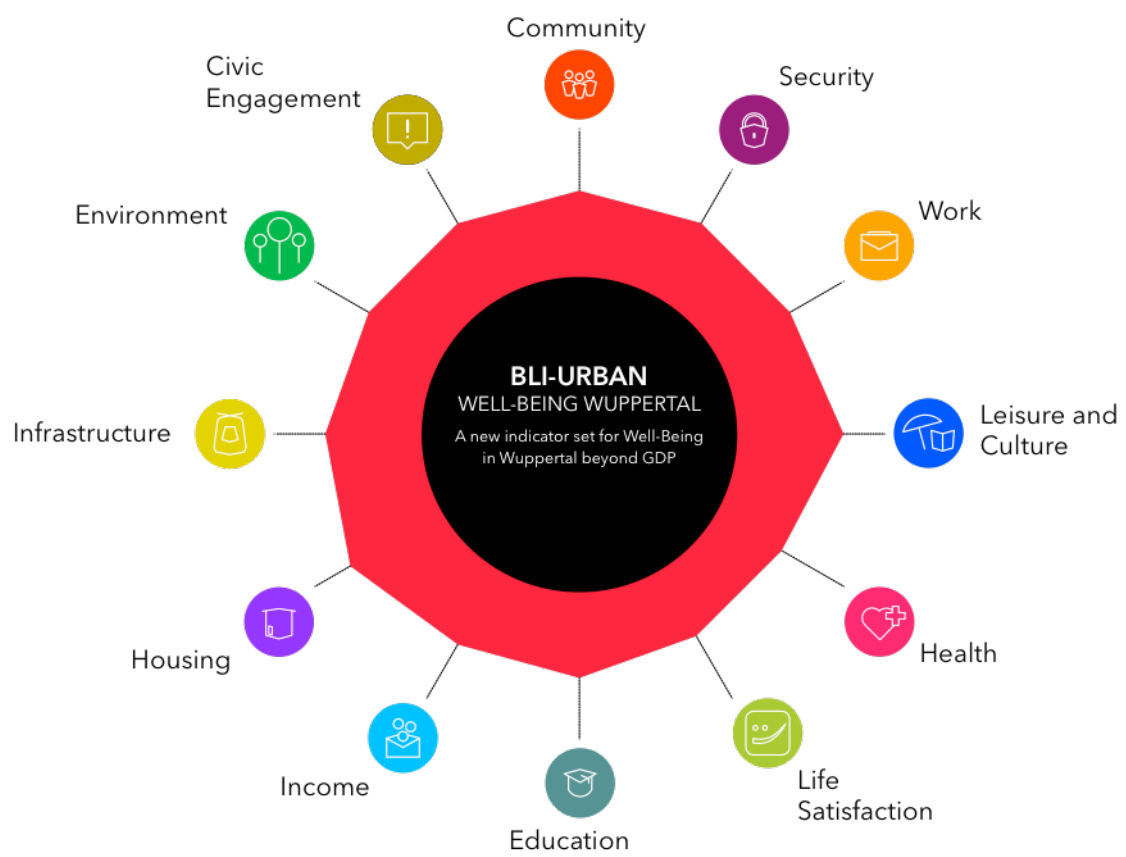 Community
Security
Work
Leisure and
Culture
Health
Life
Satisfaction
Education
Income
Housing
Infrastructure
Environment
Civic
Engagement
BLI-URBAN
WELL-BEING WUPPERTAL
A new indicator set for Well-Being
in Wuppertal beyond GDP